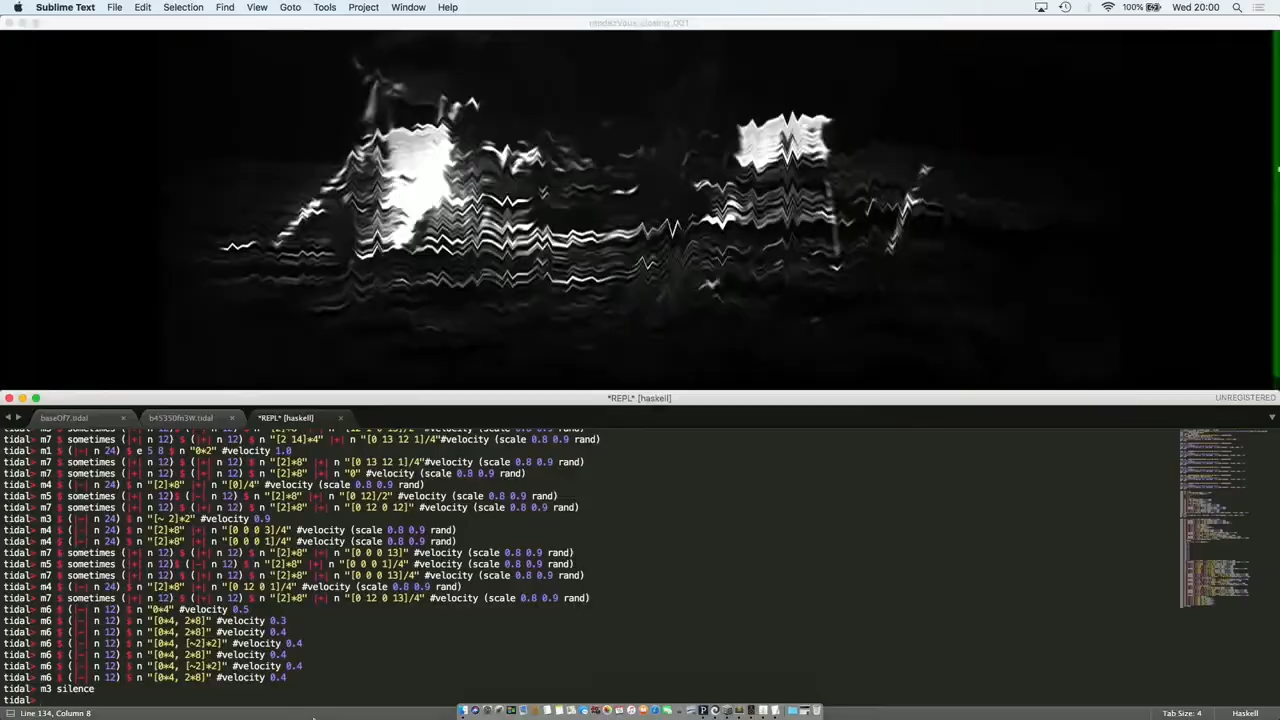 Sublime Text File Edit Selection Find View Goto Tools Project Window Help 100% Wed 20:00
*REPL* [haskell] UNREGISTERED
baseOf7.tidal × b45350fn3W.tidal × *REPL* [haskell] ×
tidal> m7 $ sometimes (|+| n 12) $ (|+| n 12) $ n "[2 14]*4" |+| n "[0 13 12 1]/4"#velocity (scale 0.8 0.9 rand)
tidal> m1 $ (|-| n 24) $ e 5 8 $ n "0*2" #velocity 1.0
tidal> m7 $ sometimes (|+| n 12) $ (|+| n 12) $ n "[2]*8" |+| n "[0 13 12 1]/4"#velocity (scale 0.8 0.9 rand)
tidal> m7 $ sometimes (|+| n 12) $ (|+| n 12) $ n "[2]*8" |+| n "0" #velocity (scale 0.8 0.9 rand)
tidal> m4 $ (|-| n 24) $ n "[2]*8" |+| n "[0]/4" #velocity (scale 0.8 0.9 rand)
tidal> m5 $ sometimes (|+| n 12)$ (|-| n 12) $ n "[2]*8" |+| n "[0 12]/2" #velocity (scale 0.8 0.9 rand)
tidal> m7 $ sometimes (|+| n 12) $ (|+| n 12) $ n "[2]*8" |+| n "[0 12 0 12]" #velocity (scale 0.8 0.9 rand)
tidal> m3 $ (|-| n 24) $ n "[~ 2]*2" #velocity 0.9
tidal> m4 $ (|-| n 24) $ n "[2]*8" |+| n "[0 0 0 1]/4" #velocity (scale 0.8 0.9 rand)
tidal> m4 $ (|-| n 24) $ n "[2]*8" |+| n "[0 0 0 1]/4" #velocity (scale 0.8 0.9 rand)
tidal> m7 $ sometimes (|+| n 12) $ (|+| n 12) $ n "[2]*8" |+| n "[0 0 0 13]" #velocity (scale 0.8 0.9 rand)
tidal> m5 $ sometimes (|+| n 12)$ (|-| n 12) $ n "[2]*8" |+| n "[0 0 0 1]/4" #velocity (scale 0.8 0.9 rand)
tidal> m7 $ sometimes (|+| n 12) $ (|+| n 12) $ n "[2]*8" |+| n "[0 0 0 13]/4" #velocity (scale 0.8 0.9 rand)
tidal> m4 $ (|-| n 24) $ n "[2]*8" |+| n "[0 12 0 1]/4" #velocity (scale 0.8 0.9 rand)
tidal> m7 $ sometimes (|+| n 12) $ (|+| n 12) $ n "[2]*8" |+| n "[0 12 0 13]/4" #velocity (scale 0.8 0.9 rand)
tidal> m6 $ (|-| n 12) $ n "0*4" #velocity 0.5
tidal> m6 $ (|-| n 12) $ n "[0*4, 2*8]" #velocity 0.3
tidal> m6 $ (|-| n 12) $ n "[0*4, 2*8]" #velocity 0.4
tidal> m6 $ (|-| n 12) $ n "[0*4, [~2]*2]" #velocity 0.4
tidal> m6 $ (|-| n 12) $ n "[0*4, 2*8]" #velocity 0.4
tidal> m6 $ (|-| n 12) $ n "[0*4, [~2]*2]" #velocity 0.4
tidal> m6 $ (|-| n 12) $ n "[0*4, 2*8]" #velocity 0.4
tidal> m3 silence
tidal>
Line 134, Column 8 Tab Size: 4 Haskell